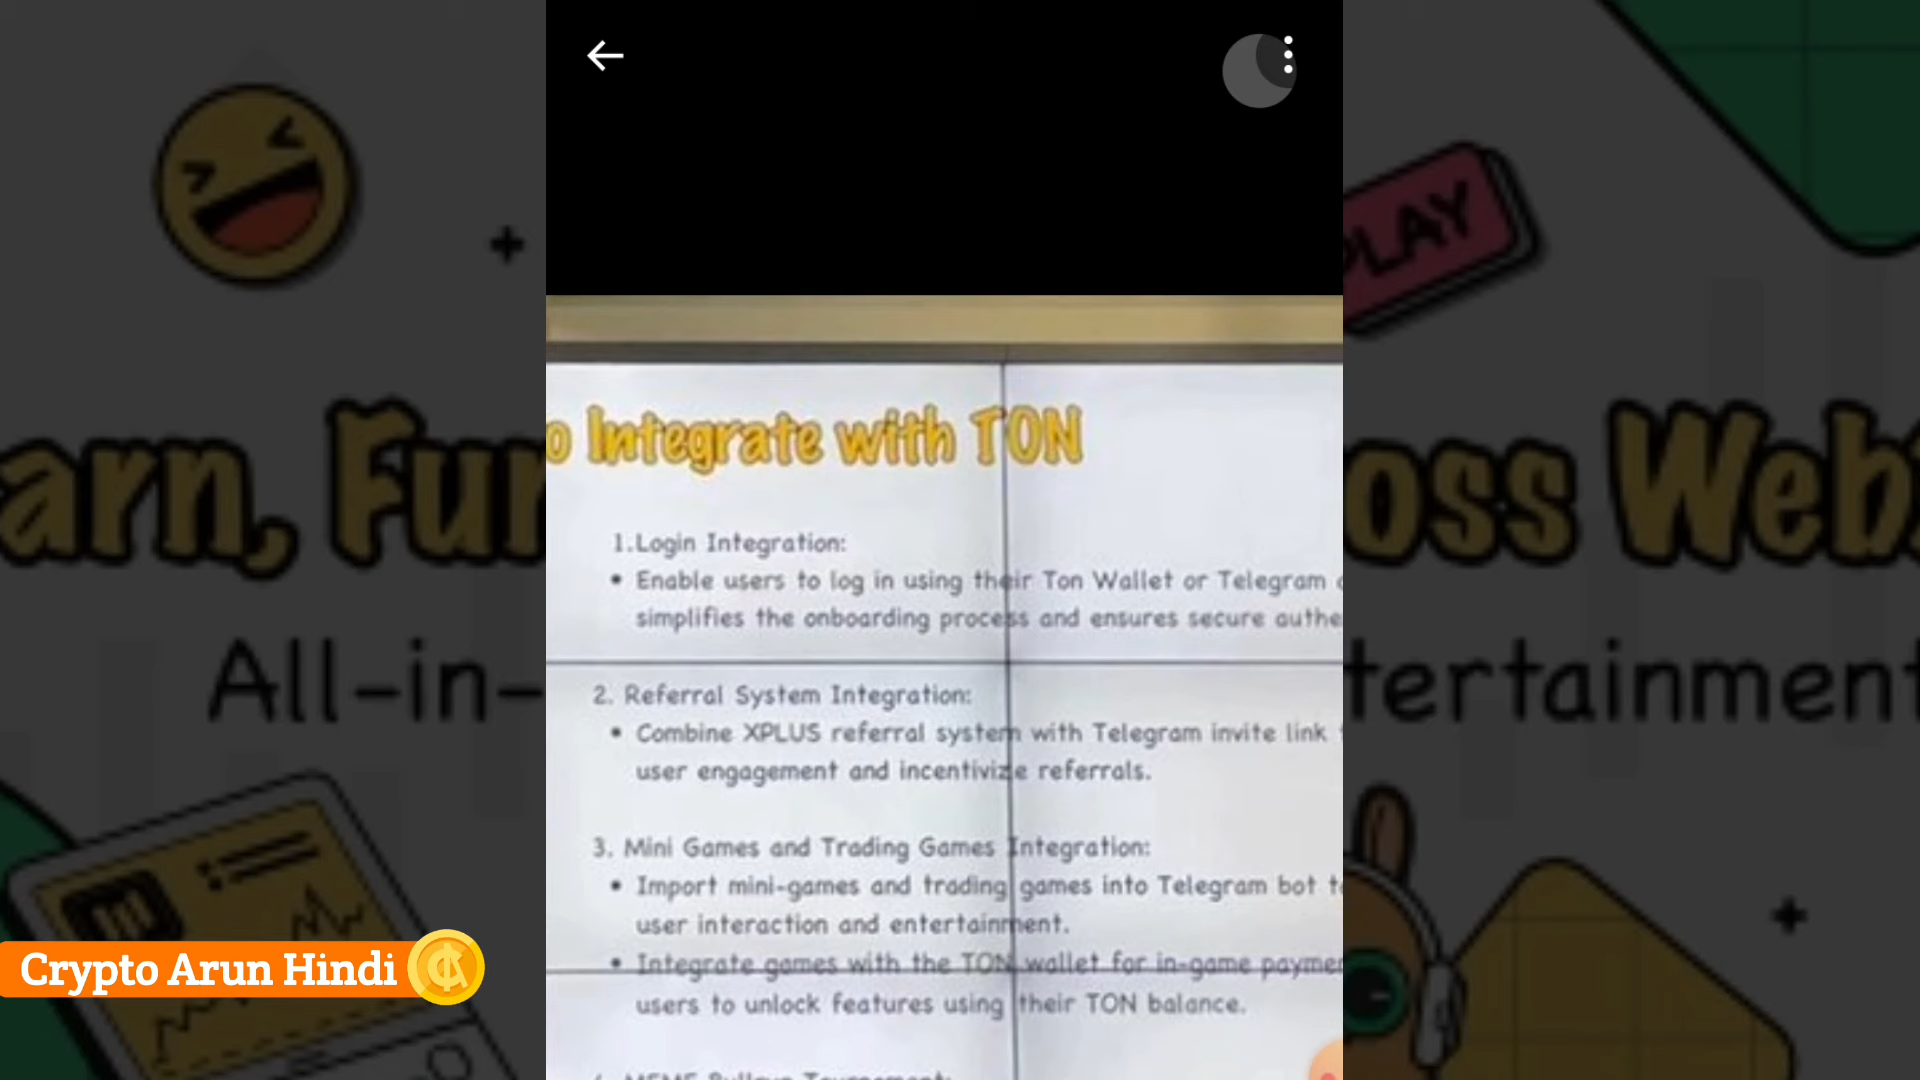 PLAY
o Integrate with TON
1.Login Integration:
• Enable users to log in using their Ton Wallet or Telegram
simplifies the onboarding process and ensures secure authe
arn, Fun
oss Web
2. Referral System Integration:
• Combine XPLUS referral system with Telegram invite link
user engagement and incentivize referrals.
All-in-
tertainment
3. Mini Games and Trading Games Integration:
• Import mini-games and trading games into Telegram bot t
user interaction and entertainment.
• Integrate games with the TON wallet for in-game paymen
users to unlock features using their TON balance.
Crypto Arun Hindi